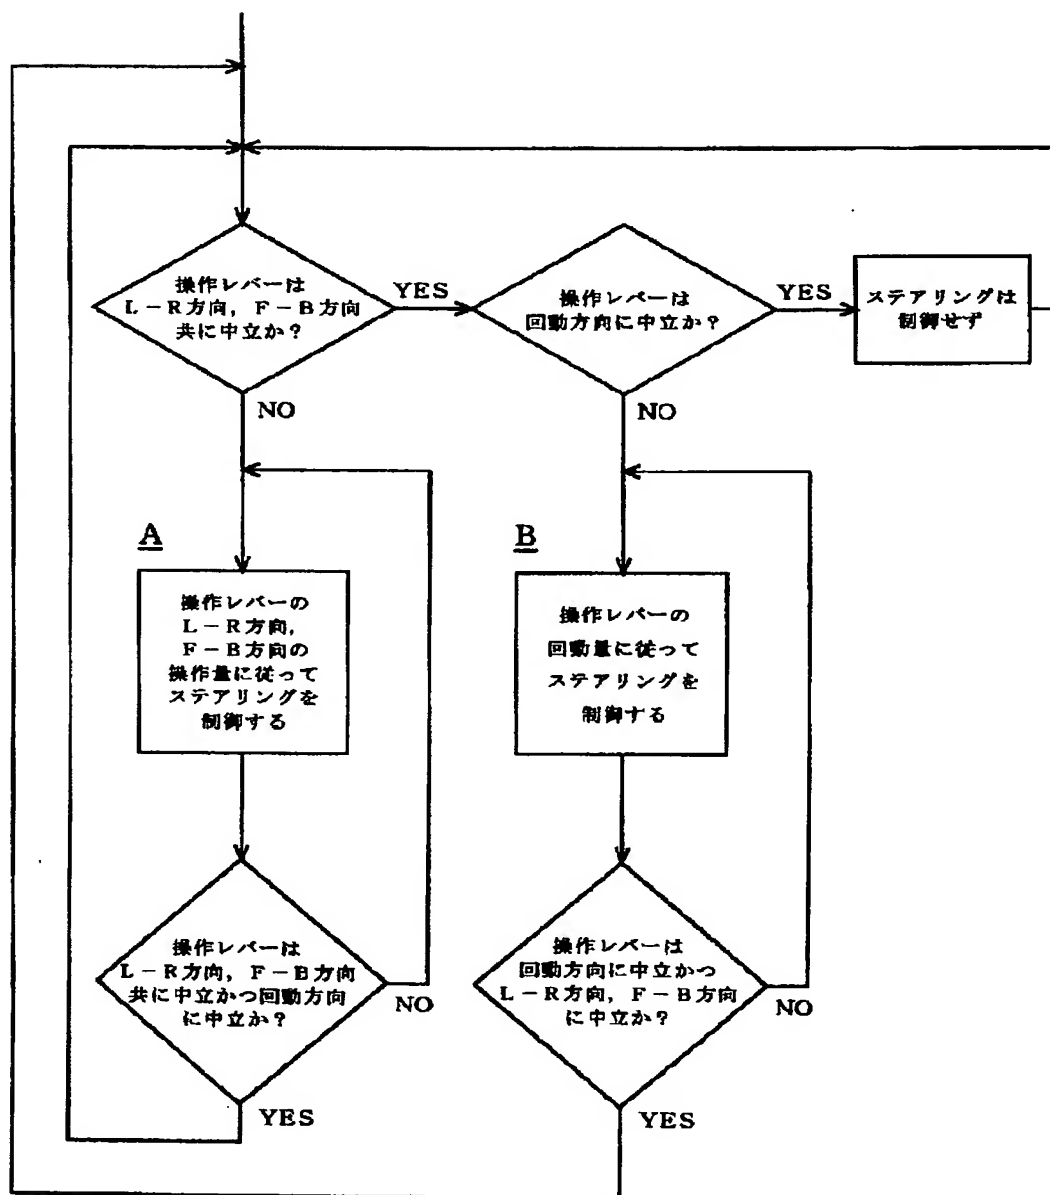 操作レバーは
L－R方向，F－B方向
共に中立か？
YES
NO
操作レバーは
回動方向に中立か？
YES
NO
ステアリングは
制御せず
A
操作レバーの
L－R方向，
F－B方向の
操作量に従って
ステアリングを
制御する
B
操作レバーの
回動量に従って
ステアリングを
制御する
操作レバーは
L－R方向，F－B方向
共に中立かつ回動方向
に中立か？
NO
YES
操作レバーは
回動方向に中立かつ
L－R方向，F－B方向
に中立か？
NO
YES